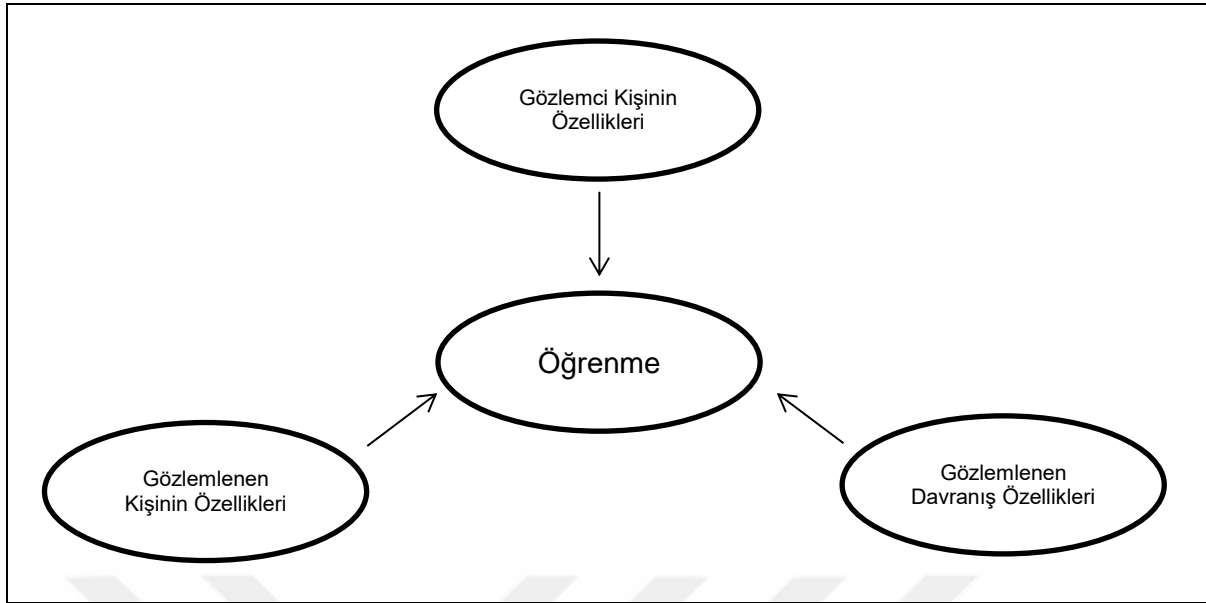 Gözlemci Kişinin
Özellikleri
Öğrenme
Gözlemlenen
Kişinin Özellikleri
Gözlemlenen
Davranış Özellikleri